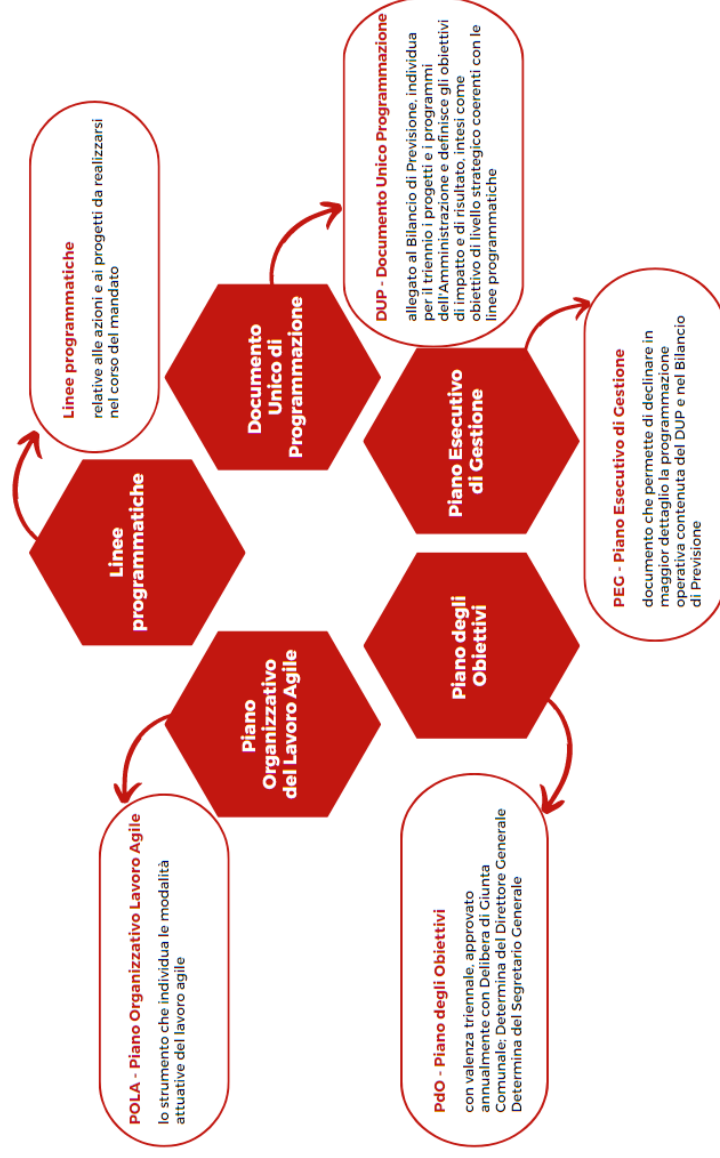 Linee programmatiche
relative alle azioni e ai progetti da realizzarsi
nel corso del mandato
Linee
programmatiche
POLA - Piano Organizzativo Lavoro Agile
lo strumento che individua le modalità
attuative del lavoro agile
Piano
Organizzativo
del Lavoro Agile
Documento
Unico di
Programmazione
DUP - Documento Unico Programmazione
allegato al Bilancio di Previsione, individua
per il triennio i progetti e i programmi
dell'Amministrazione e definisce gli obiettivi
di impatto e di risultato, intesi come
obiettivo di livello strategico coerenti con le
linee programmatiche
PdO - Piano degli Obiettivi
con valenza triennale, approvato
annualmente con Delibera di Giunta
Comunale; Determina del Direttore Generale
Determina del Segretario Generale
Piano degli
Obiettivi
Piano Esecutivo
di Gestione
PEG - Piano Esecutivo di Gestione
documento che permette di declinare in
maggior dettaglio la programmazione
operativa contenuta del DUP e nel Bilancio
di Previsione